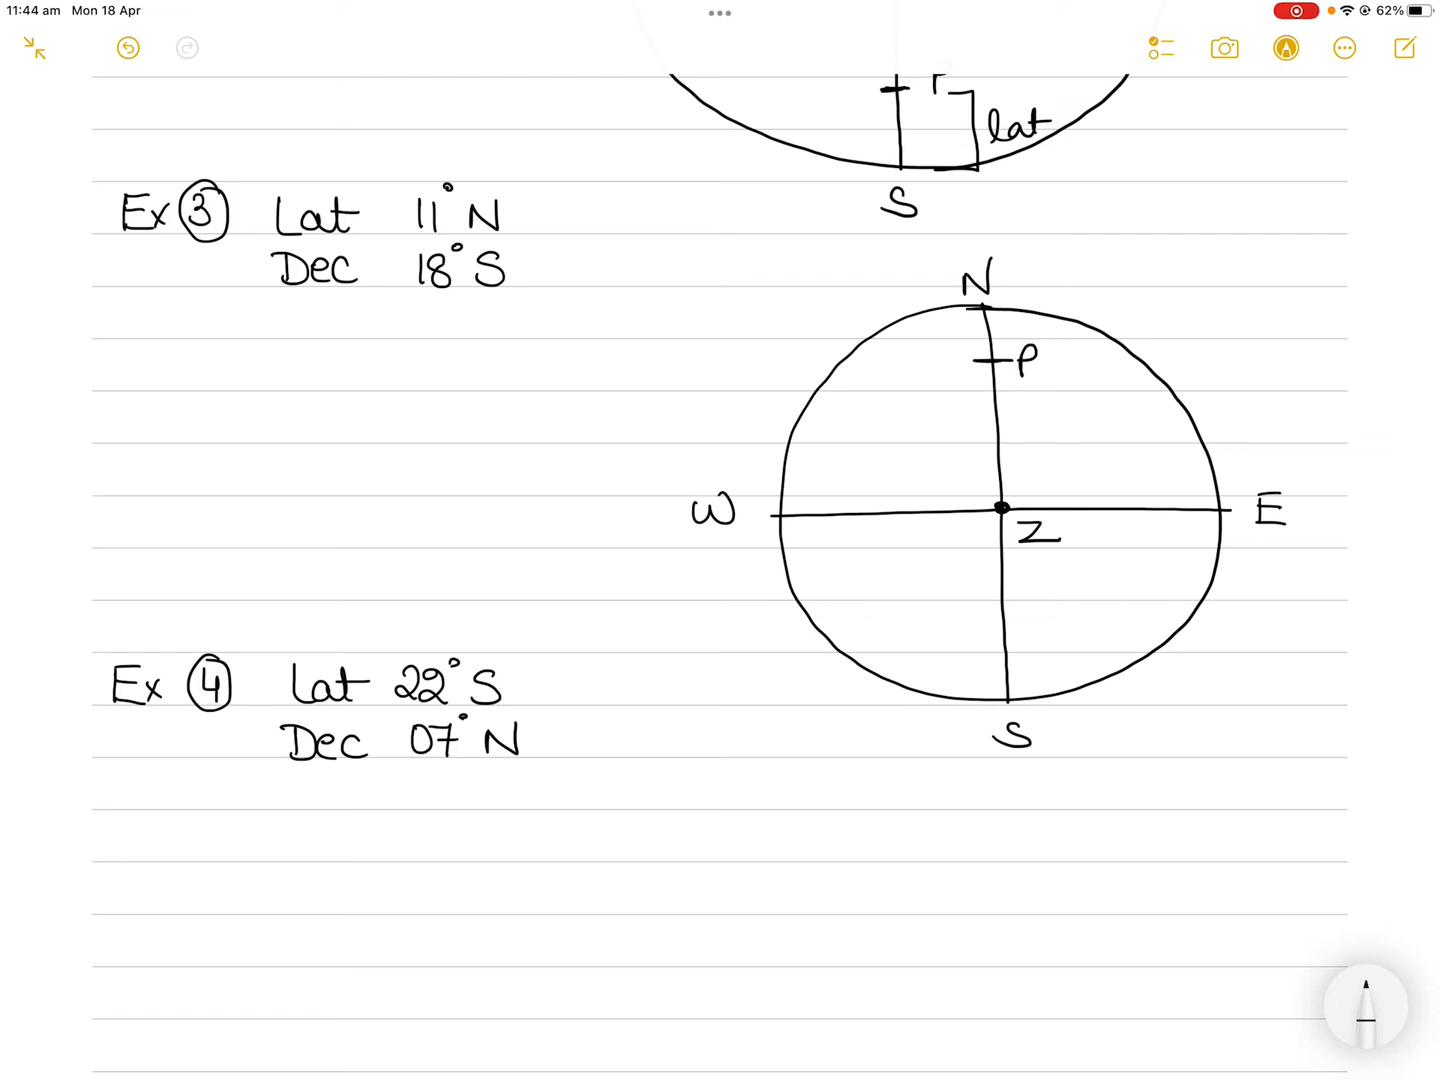 11:44 am Mon 18 Apr
62%
lat
S
Ex ③ Lat 11° N
Dec 18° S
N
P
W
E
Z
Ex ④ Lat 22° S
Dec 07° N
S